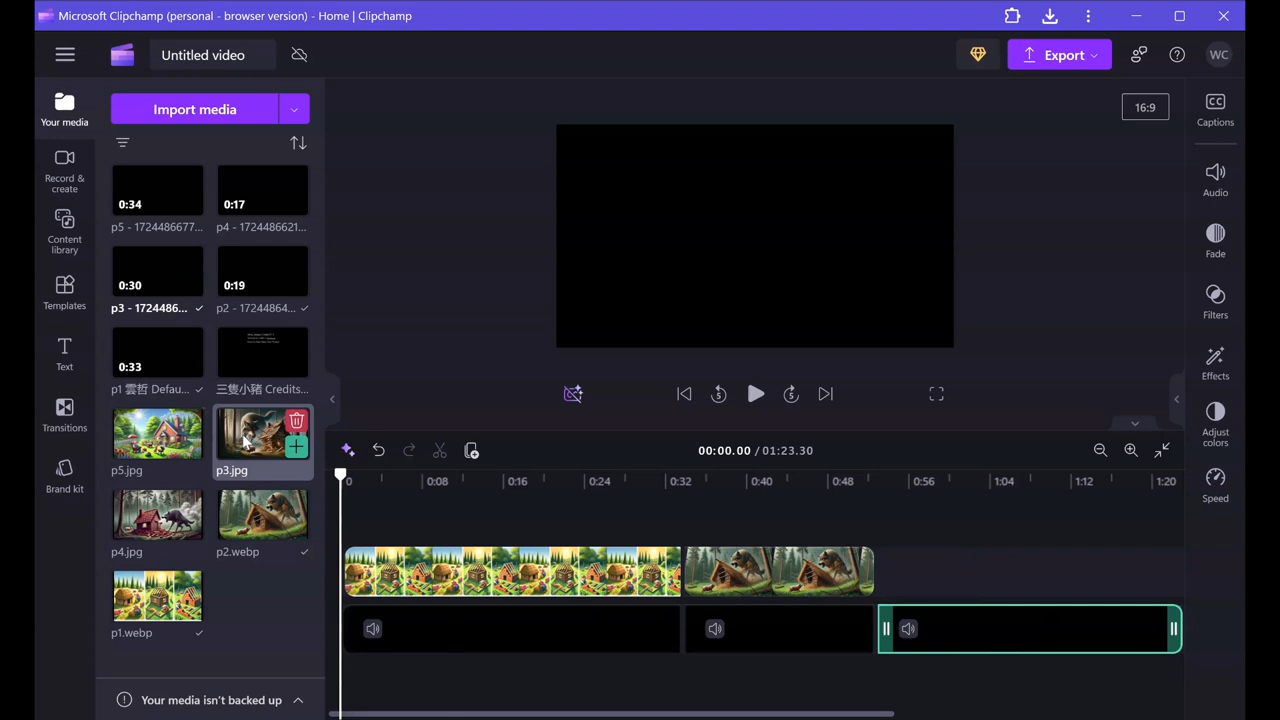 Microsoft Clipchamp (personal - browser version) - Home | Clipchamp
Untitled video
Export
WC
Your media
Import media
16:9
Captions
Record & create
0:34
0:17
p5 - 1724486677...
p4 - 1724486621...
Audio
Content library
0:30
0:19
p3 - 1724486...
p2 - 17244864...
Fade
Templates
Filters
0:33
p1 雲哲 Defau...
三隻小豬 Credits...
Text
Effects
5
5
Transitions
p5.jpg
p3.jpg
Adjust colors
00:00.00 / 01:23.30
Brand kit
0
0:08
0:16
0:24
0:32
0:40
0:48
0:56
1:04
1:12
1:20
Speed
p4.jpg
p2.webp
p1.webp
Your media isn't backed up